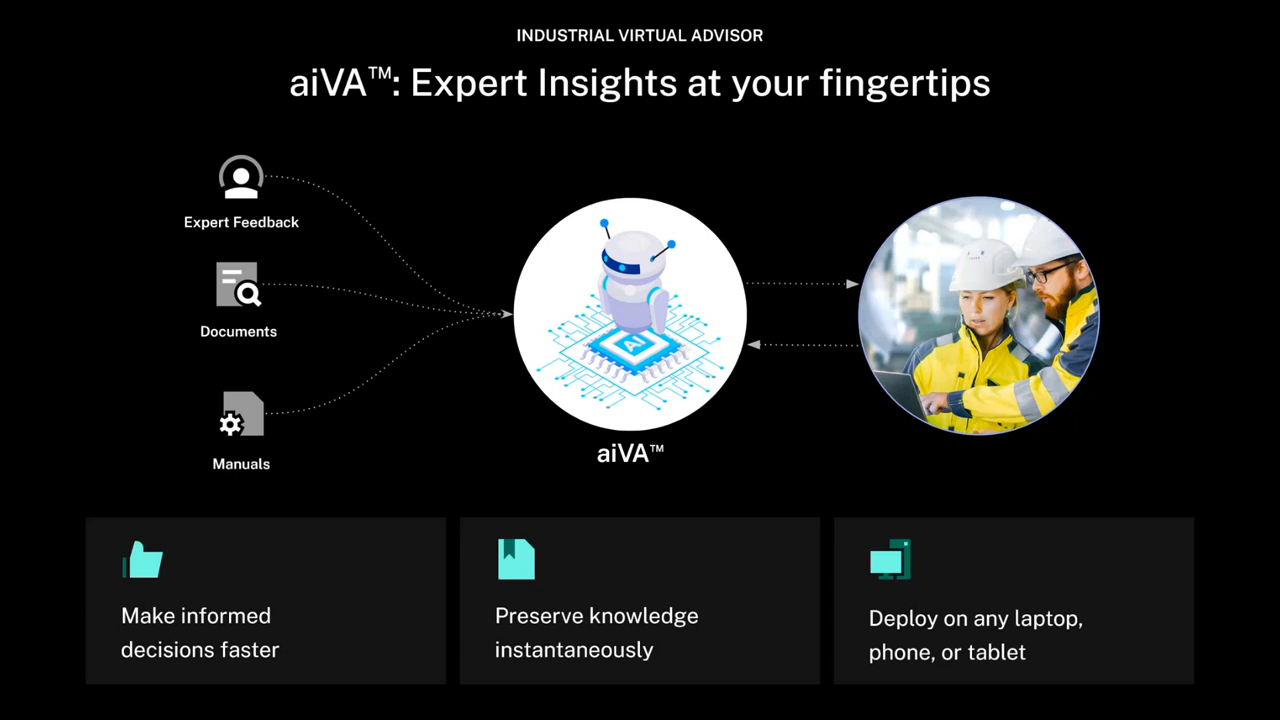 INDUSTRIAL VIRTUAL ADVISOR
aiVA™: Expert Insights at your fingertips
Expert Feedback
Documents
Manuals
AI
aiVA™
Make informed
decisions faster
Preserve knowledge
instantaneously
Deploy on any laptop,
phone, or tablet